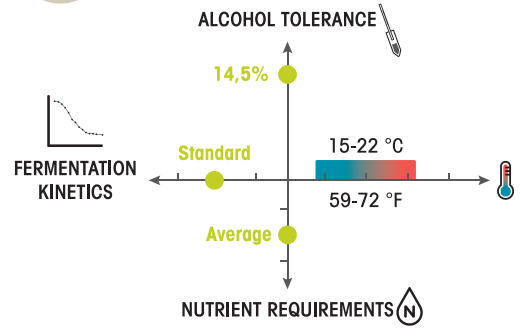 ALCOHOL TOLERANCE
14,5%
Standard
15-22 °C
FERMENTATION
KINETICS
59-72 °F
Average
NUTRIENT REQUIREMENTS N